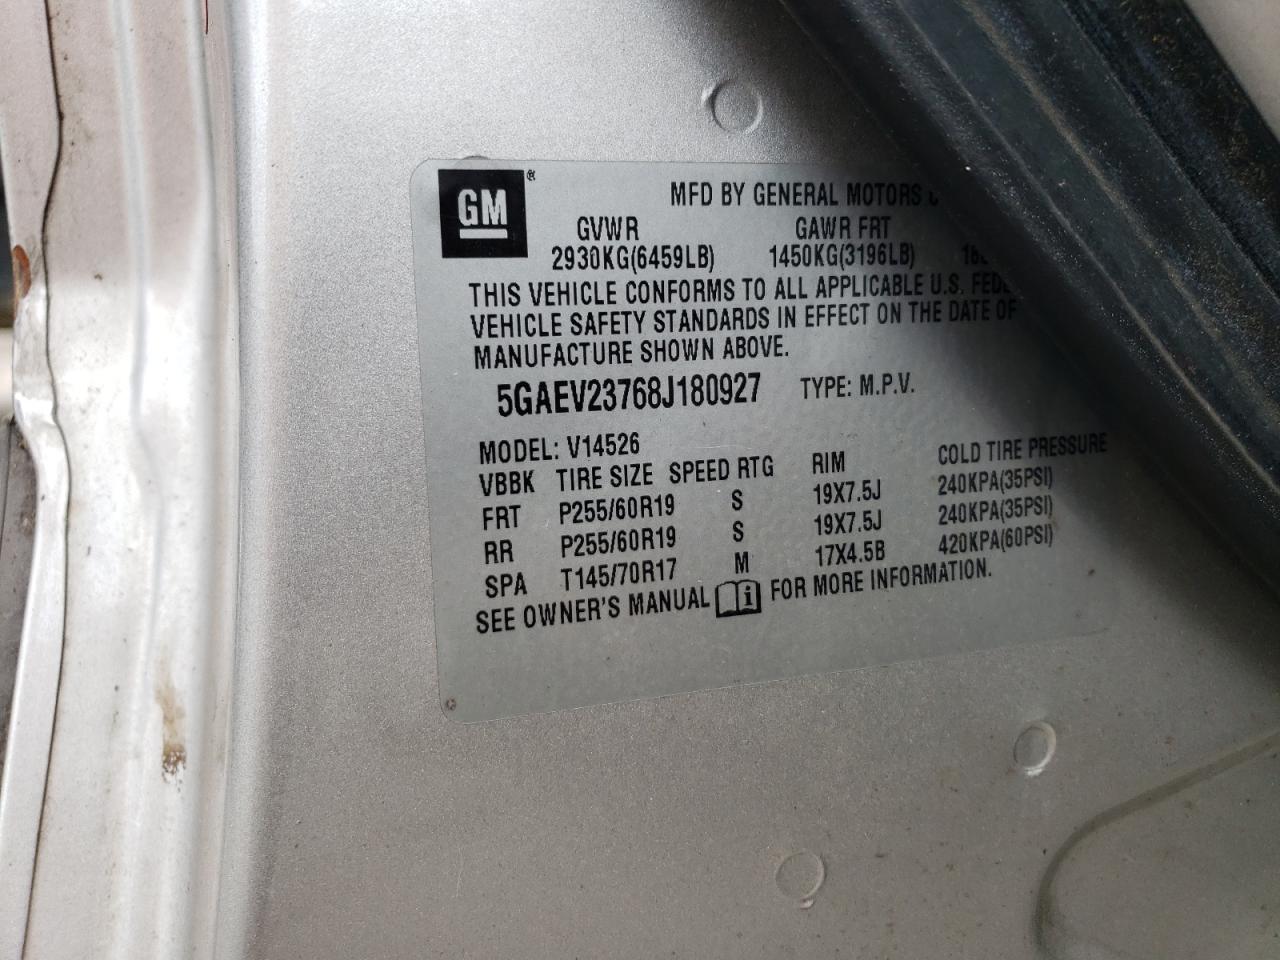 GM ®
MFD BY GENERAL MOTORS
GVWR GAWR FRT
2930KG(6459LB) 1450KG(3196LB)
THIS VEHICLE CONFORMS TO ALL APPLICABLE U.S.
VEHICLE SAFETY STANDARDS IN EFFECT ON THE DATE OF
MANUFACTURE SHOWN ABOVE.
5GAEV23768J180927 TYPE: M.P.V.
MODEL: V14526
VBBK TIRE SIZE SPEED RTG RIM COLD TIRE PRESSURE
FRT P255/60R19 S 19X7.5J 240KPA(35PSI)
RR P255/60R19 S 19X7.5J 240KPA(35PSI)
SPA T145/70R17 M 17X4.5B 420KPA(60PSI)
SEE OWNER'S MANUAL i FOR MORE INFORMATION.